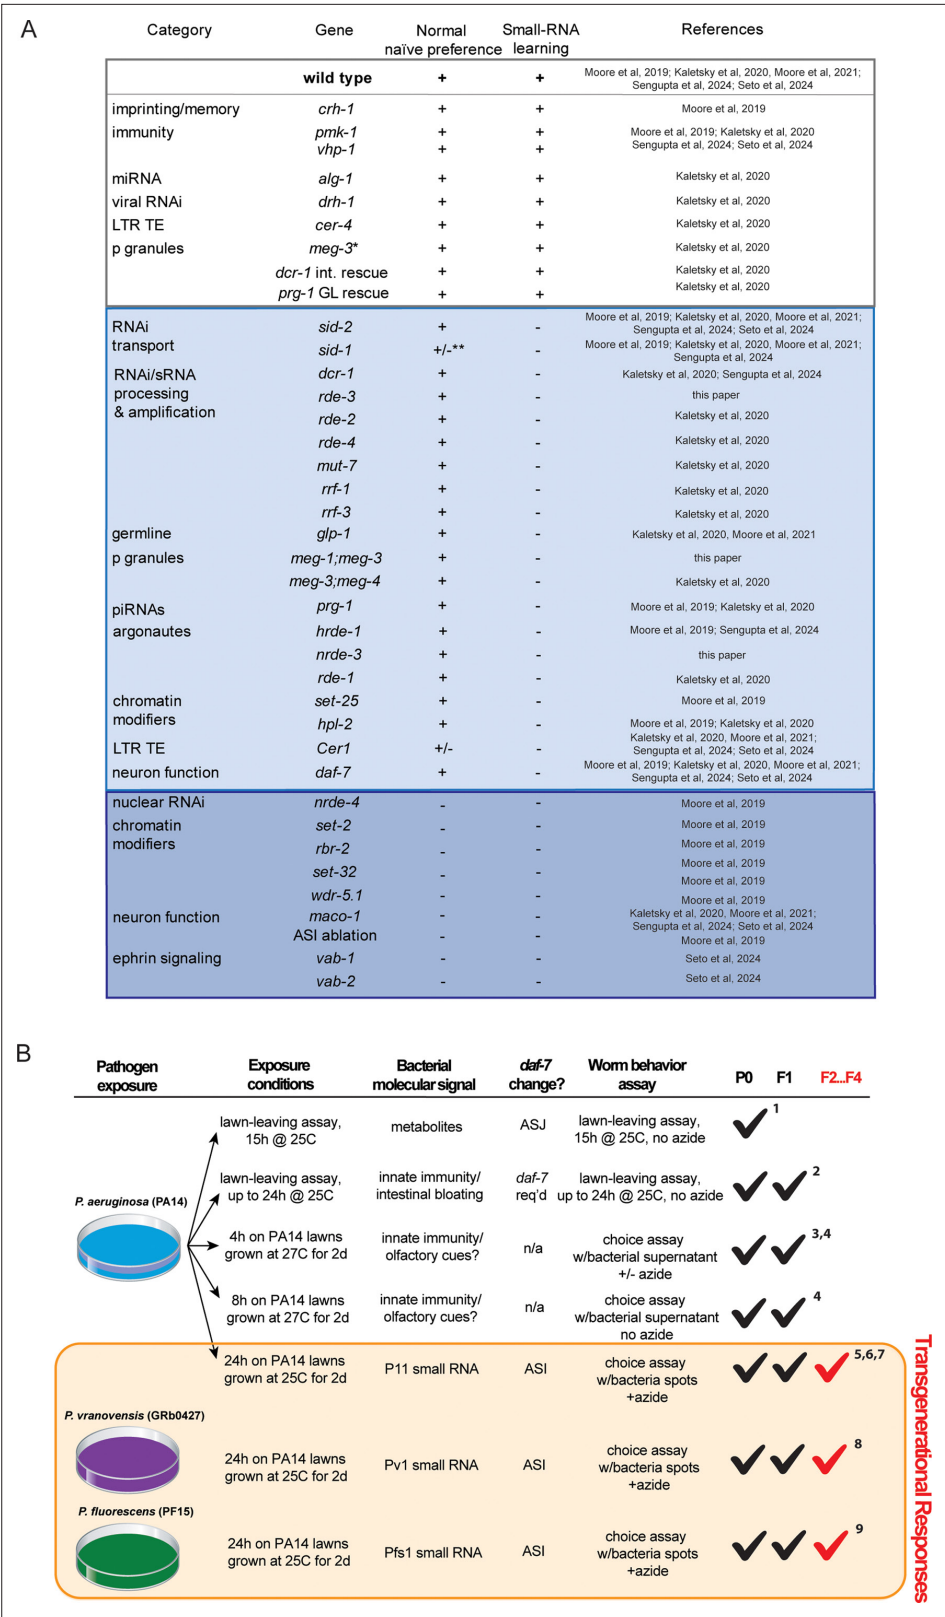 A
Category Gene Normal naïve preference Small-RNA learning References
wild type + + Moore et al, 2019; Kaletsky et al, 2020, Moore et al, 2021;
Sengupta et al, 2024; Seto et al, 2024
imprinting/memory crh-1 + + Moore et al, 2019
immunity pmk-1 + + Moore et al, 2019; Kaletsky et al, 2020
vhp-1 + + Sengupta et al, 2024; Seto et al, 2024
miRNA alg-1 + + Kaletsky et al, 2020
viral RNAi drh-1 + + Kaletsky et al, 2020
LTR TE cer-4 + + Kaletsky et al, 2020
p granules meg-3* + + Kaletsky et al, 2020
dcr-1 int. rescue + + Kaletsky et al, 2020
prg-1 GL rescue + + Kaletsky et al, 2020
RNAi transport sid-2 + - Moore et al, 2019; Kaletsky et al, 2020, Moore et al, 2021;
Sengupta et al, 2024; Seto et al, 2024
sid-1 +/-** - Moore et al, 2019; Kaletsky et al, 2020, Moore et al, 2021;
Sengupta et al, 2024
RNAi/sRNA processing & amplification dcr-1 + - Kaletsky et al, 2020; Sengupta et al, 2024
rde-3 + - this paper
rde-2 + - Kaletsky et al, 2020
rde-4 + - Kaletsky et al, 2020
mut-7 + - Kaletsky et al, 2020
rrf-1 + - Kaletsky et al, 2020
rrf-3 + - Kaletsky et al, 2020
germline glp-1 + - Kaletsky et al, 2020, Moore et al, 2021
p granules meg-1;meg-3 + - this paper
meg-3;meg-4 + - Kaletsky et al, 2020
piRNAs prg-1 + - Moore et al, 2019; Kaletsky et al, 2020
argonautes hrde-1 + - Moore et al, 2019; Sengupta et al, 2024
nrde-3 + - this paper
rde-1 + - Kaletsky et al, 2020
chromatin modifiers set-25 + - Moore et al, 2019
hpl-2 + - Moore et al, 2019; Kaletsky et al, 2020
LTR TE Cer1 +/- - Kaletsky et al, 2020, Moore et al, 2021;
Sengupta et al, 2024; Seto et al, 2024
neuron function daf-7 + - Moore et al, 2019; Kaletsky et al, 2020, Moore et al, 2021;
Sengupta et al, 2024; Seto et al, 2024
nuclear RNAi nrde-4 - - Moore et al, 2019
chromatin modifiers set-2 - - Moore et al, 2019
rbr-2 - - Moore et al, 2019
set-32 - - Moore et al, 2019
Moore et al, 2019
wdr-5.1 - - Moore et al, 2019
neuron function maco-1 - - Kaletsky et al, 2020, Moore et al, 2021;
Sengupta et al, 2024; Seto et al, 2024
ASI ablation - - Moore et al, 2019
ephrin signaling vab-1 - - Seto et al, 2024
vab-2 - - Seto et al, 2024
B
Pathogen exposure Exposure conditions Bacterial molecular signal daf-7 change? Worm behavior assay P0 F1 F2...F4
lawn-leaving assay, 15h @ 25C metabolites ASJ lawn-leaving assay, 15h @ 25C, no azide 1
P. aeruginosa (PA14)
lawn-leaving assay, up to 24h @ 25C innate immunity/ intestinal bloating daf-7 req'd lawn-leaving assay, up to 24h @ 25C, no azide 2
4h on PA14 lawns grown at 27C for 2d innate immunity/ olfactory cues? n/a choice assay w/bacterial supernatant +/- azide 3,4
8h on PA14 lawns grown at 27C for 2d innate immunity/ olfactory cues? n/a choice assay w/bacterial supernatant no azide 4
24h on PA14 lawns grown at 25C for 2d P11 small RNA ASI choice assay w/bacteria spots +azide 5,6,7
P. vranovensis (GRb0427)
24h on PA14 lawns grown at 25C for 2d Pv1 small RNA ASI choice assay w/bacteria spots +azide 8
P. fluorescens (PF15)
24h on PA14 lawns grown at 25C for 2d Pfs1 small RNA ASI choice assay w/bacteria spots +azide 9
Transgenerational Responses